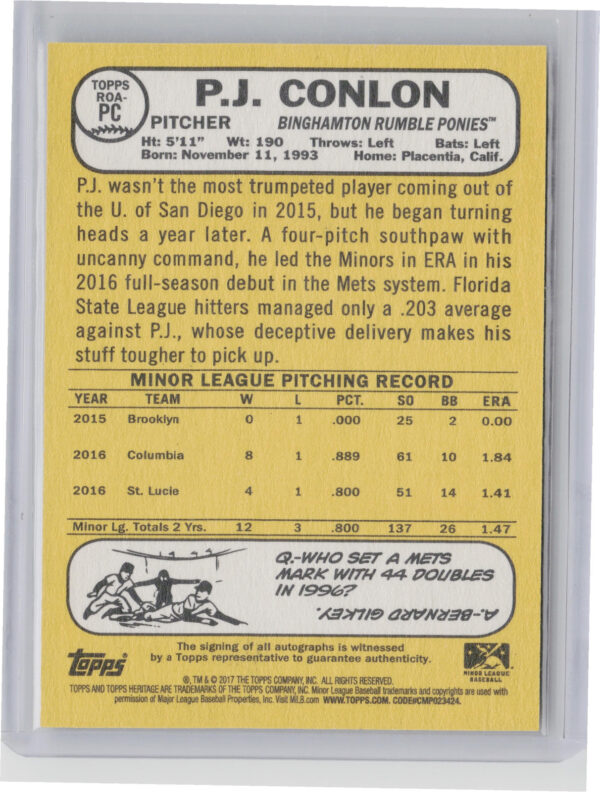 TOPPS
ROA-
PC
P.J. CONLON
PITCHER BINGHAMTON RUMBLE PONIES™
Ht: 5'11" Wt: 190 Throws: Left Bats: Left
Born: November 11, 1993 Home: Placentia, Calif.
P.J. wasn't the most trumpeted player coming out of
the U. of San Diego in 2015, but he began turning
heads a year later. A four-pitch southpaw with
uncanny command, he led the Minors in ERA in his
2016 full-season debut in the Mets system. Florida
State League hitters managed only a .203 average
against P.J., whose deceptive delivery makes his
stuff tougher to pick up.
MINOR LEAGUE PITCHING RECORD
YEAR TEAM W L PCT. SO BB ERA
2015 Brooklyn 0 1 .000 25 2 0.00
2016 Columbia 8 1 .889 61 10 1.84
2016 St. Lucie 4 1 .800 51 14 1.41
Minor Lg. Totals 2 Yrs. 12 3 .800 137 26 1.47
Q.-WHO SET A METS
MARK WITH 44 DOUBLES
IN 1996?
A.-BERNARD GILKEY.
The signing of all autographs is witnessed
by a Topps representative to guarantee authenticity.
Topps
MINOR LEAGUE
BASEBALL
®, TM & © 2017 THE TOPPS COMPANY, INC. ALL RIGHTS RESERVED.
TOPPS AND TOPPS HERITAGE ARE TRADEMARKS OF THE TOPPS COMPANY, INC. Minor League Baseball trademarks and copyrights are used with
permission of Major League Baseball Properties, Inc. Visit MiLB.com WWW.TOPPS.COM. CODE#CMP023424.